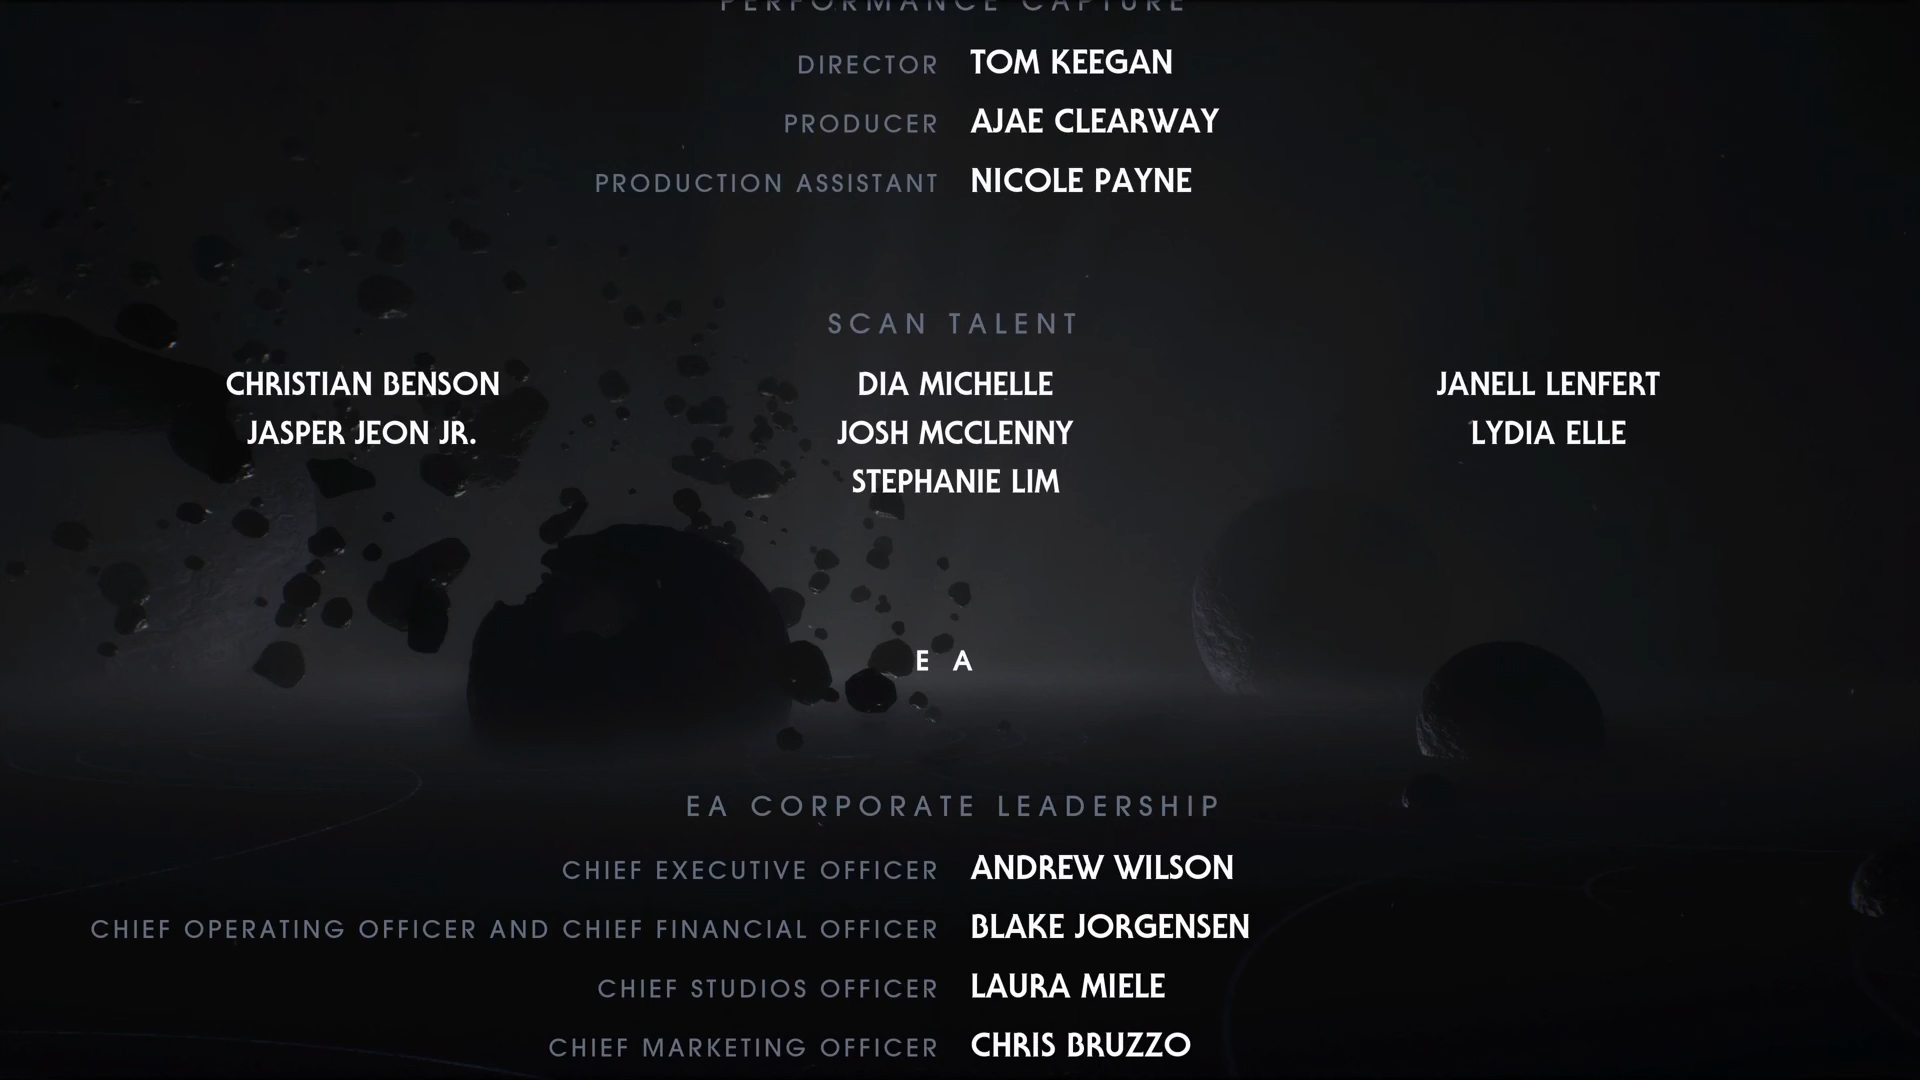 PERFORMANCE CAPTURE
DIRECTOR TOM KEEGAN
PRODUCER AJAE CLEARWAY
PRODUCTION ASSISTANT NICOLE PAYNE
SCAN TALENT
CHRISTIAN BENSON DIA MICHELLE JANELL LENFERT
JASPER JEON JR. JOSH MCCLENNY LYDIA ELLE
STEPHANIE LIM
E A
EA CORPORATE LEADERSHIP
CHIEF EXECUTIVE OFFICER ANDREW WILSON
CHIEF OPERATING OFFICER AND CHIEF FINANCIAL OFFICER BLAKE JORGENSEN
CHIEF STUDIOS OFFICER LAURA MIELE
CHIEF MARKETING OFFICER CHRIS BRUZZO